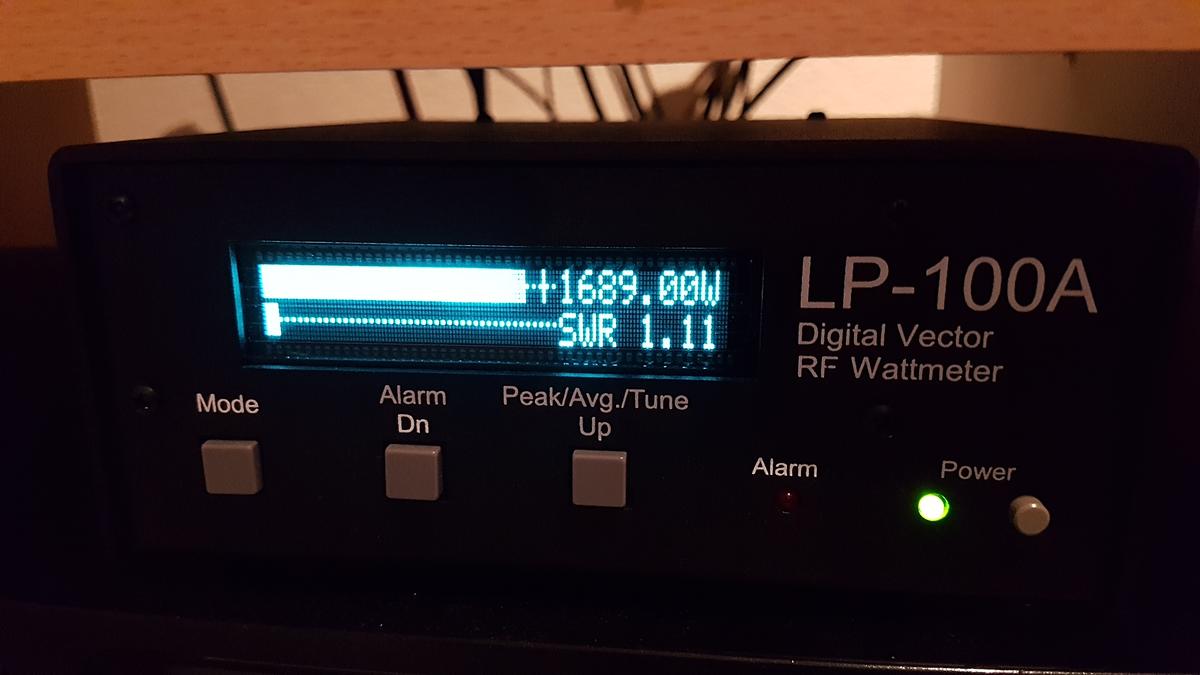 +1689.00W
SWR 1.11
LP-100A
Digital Vector
RF Wattmeter
Mode
Alarm
Dn
Peak/Avg./Tune
Up
Alarm
Power